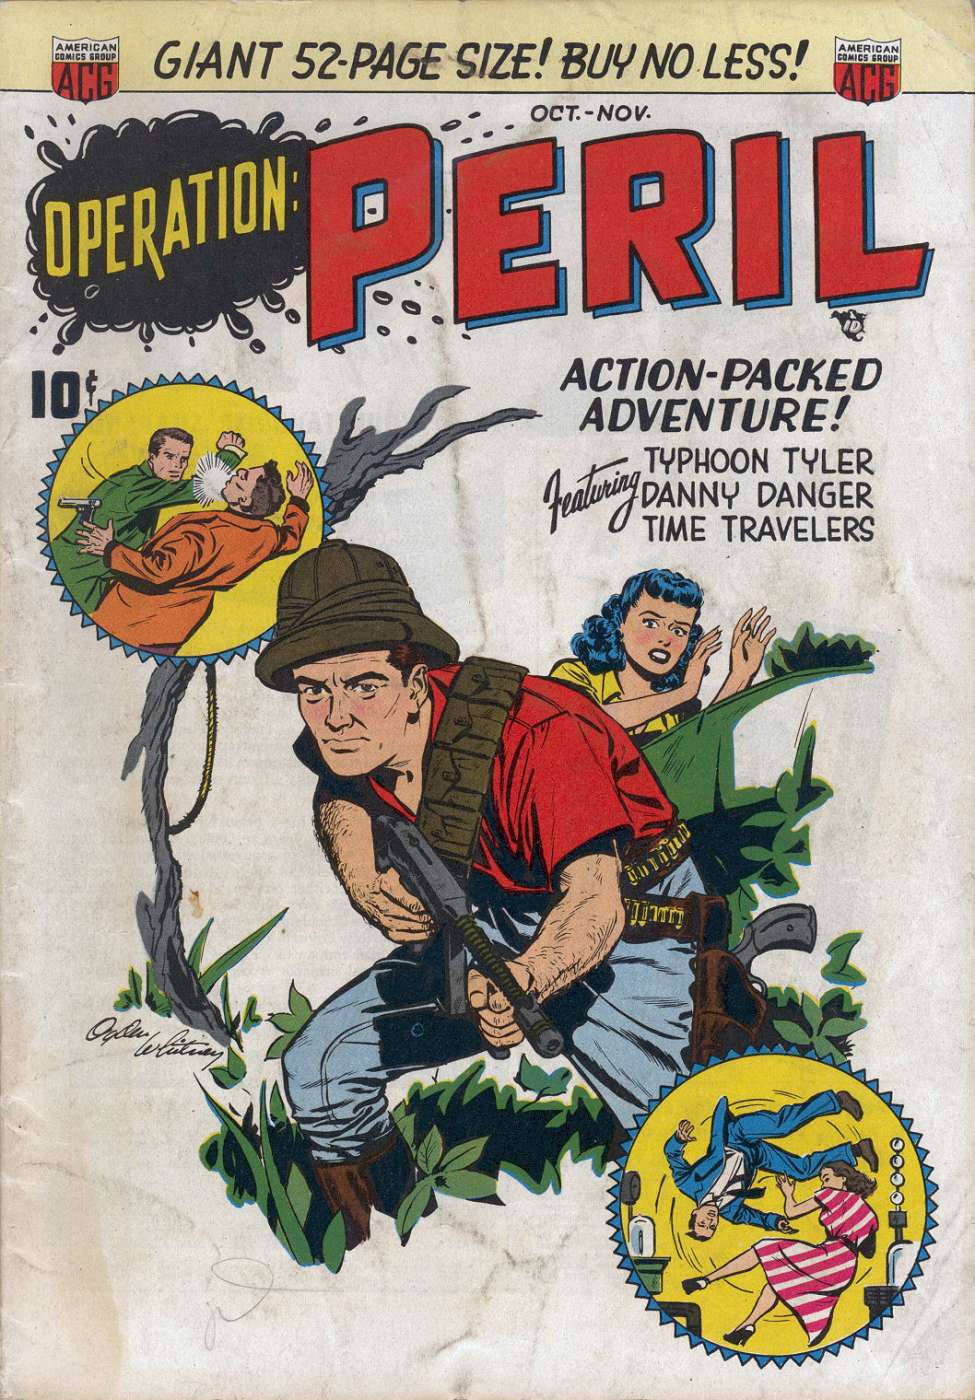 AMERICAN
COMICS GROUP
ACG
GIANT 52-PAGE SIZE! BUY NO LESS!
AMERICAN
COMICS GROUP
ACG
OCT.-NOV.
OPERATION:
PERIL
10¢
ACTION-PACKED
ADVENTURE!
Featuring
TYPHOON TYLER
DANNY DANGER
TIME TRAVELERS
Ogden
Whitney